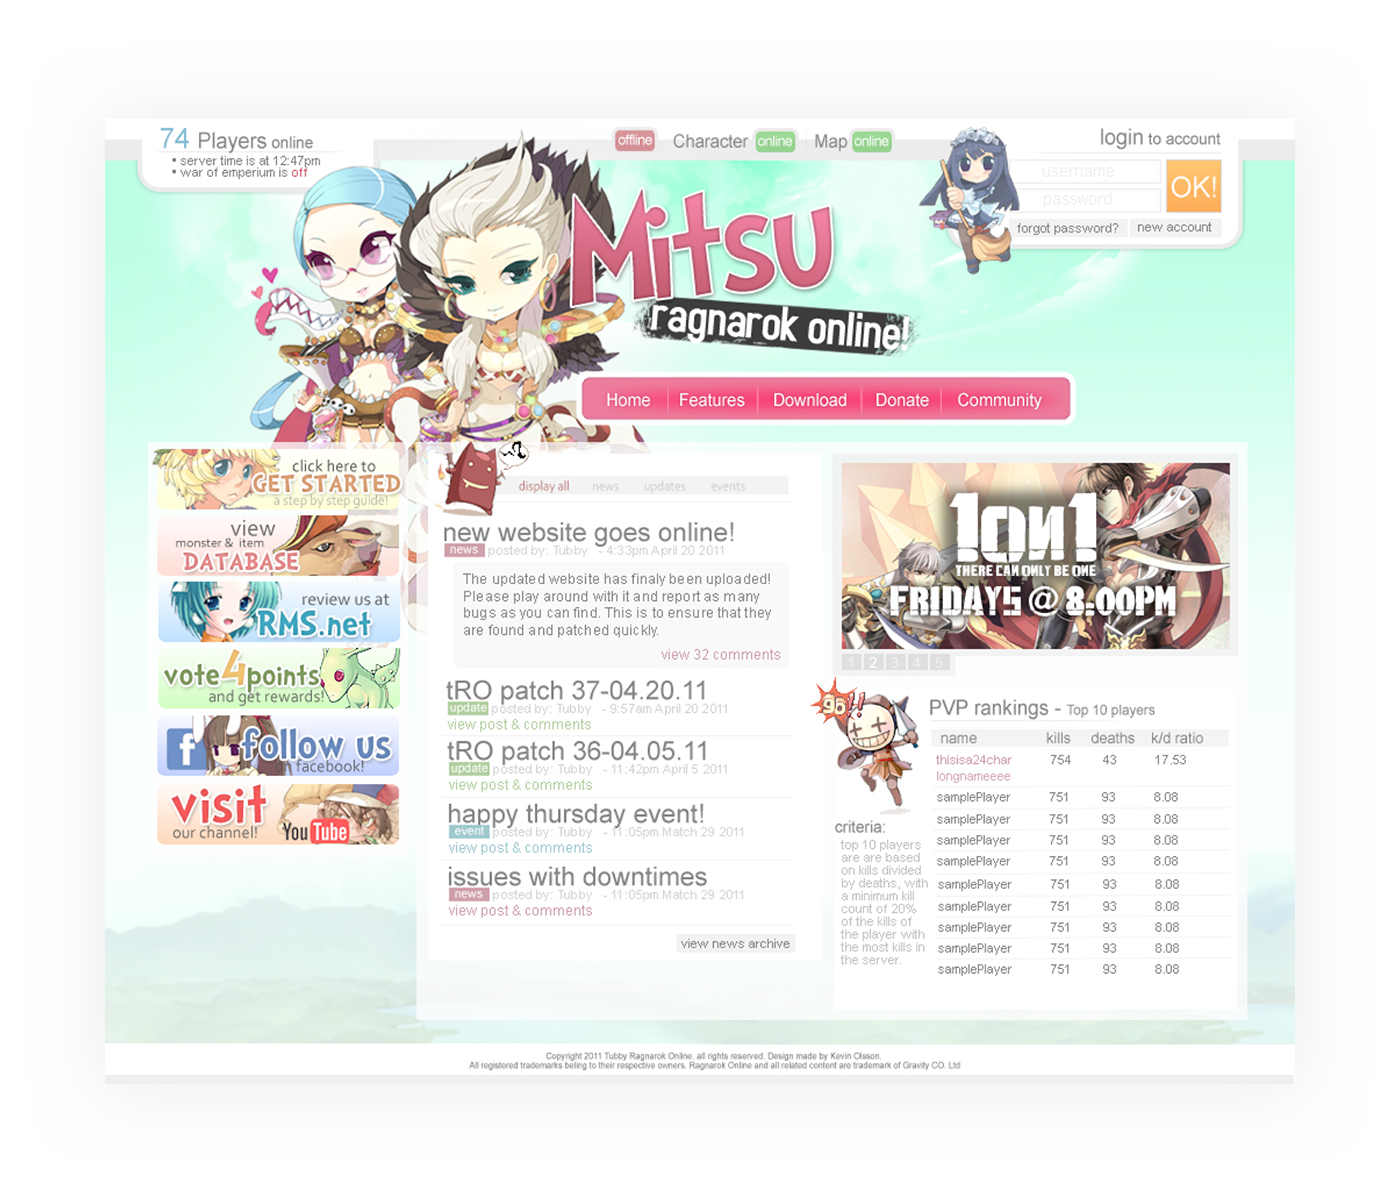 74 Players online
▪ server time is at 12:47pm
▪ war of emperium is off
offline Character online Map online
login to account
username
password
OK!
forgot password? new account
Mitsu
ragnarok online!
Home Features Download Donate Community
click here to
GET STARTED
a step by step guide!
view
monster & item
DATABASE
review us at
RMS.net
vote4points
and get rewards!
f follow us
on facebook!
visit
our channel! YouTube
display all news updates events
new website goes online!
news posted by: Tubby - 4:33pm April 20 2011
The updated website has finaly been uploaded!
Please play around with it and report as many
bugs as you can find. This is to ensure that they
are found and patched quickly.
view 32 comments
tRO patch 37-04.20.11
update posted by: Tubby - 9:57am April 20 2011
view post & comments
tRO patch 36-04.05.11
update posted by: Tubby - 11:42pm April 5 2011
view post & comments
happy thursday event!
event posted by: Tubby - 11:05pm Match 29 2011
view post & comments
issues with downtimes
news posted by: Tubby - 11:05pm Match 29 2011
view post & comments
view news archive
1on1
THERE CAN ONLY BE ONE
FRIDAYS @ 8:00PM
1 2 3 4 5
go!!
PVP rankings - Top 10 players
name kills deaths k/d ratio
thisisa24char 754 43 17.53
longnameeee
samplePlayer 751 93 8.08
samplePlayer 751 93 8.08
samplePlayer 751 93 8.08
samplePlayer 751 93 8.08
samplePlayer 751 93 8.08
samplePlayer 751 93 8.08
samplePlayer 751 93 8.08
samplePlayer 751 93 8.08
samplePlayer 751 93 8.08
criteria:
top 10 players
are are based
on kills divided
by deaths, with
a minimum kill
count of 20%
of the kills of
the player with
the most kills in
the server.
Copyright 2011 Tubby Ragnarok Online. all rights reserved. Design made by Kevin Olsson.
All registered trademarks beling to their respective owners. Ragnarok Online and all related content are trademark of Gravity CO. Ltd